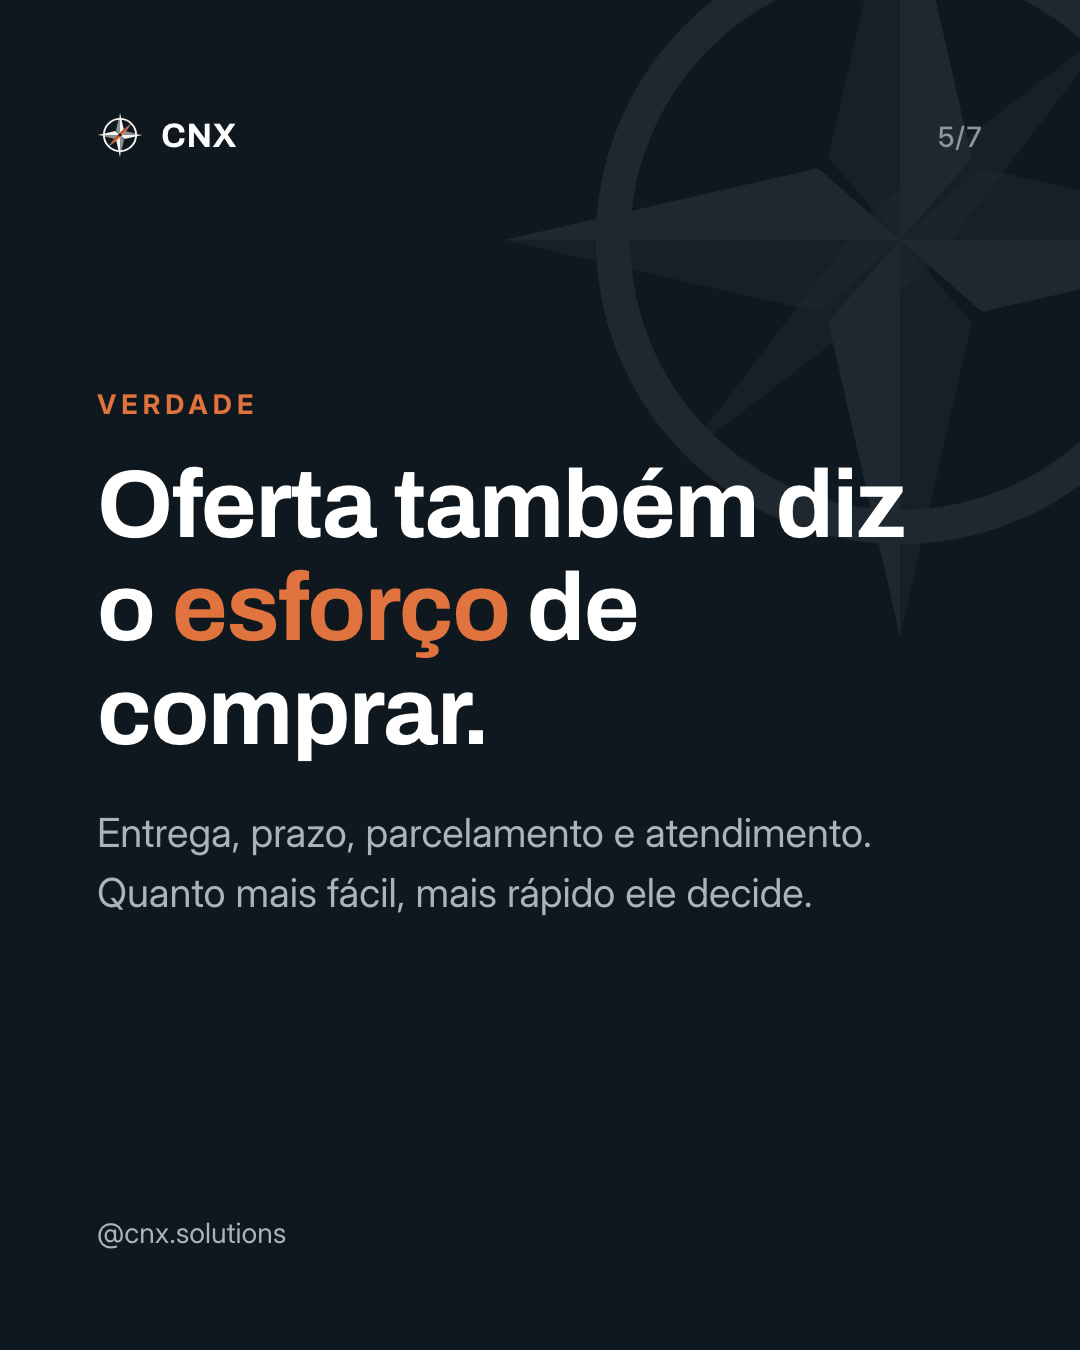 CNX
5/7
VERDADE
Oferta também diz
o esforço de
comprar.
Entrega, prazo, parcelamento e atendimento.
Quanto mais fácil, mais rápido ele decide.
@cnx.solutions